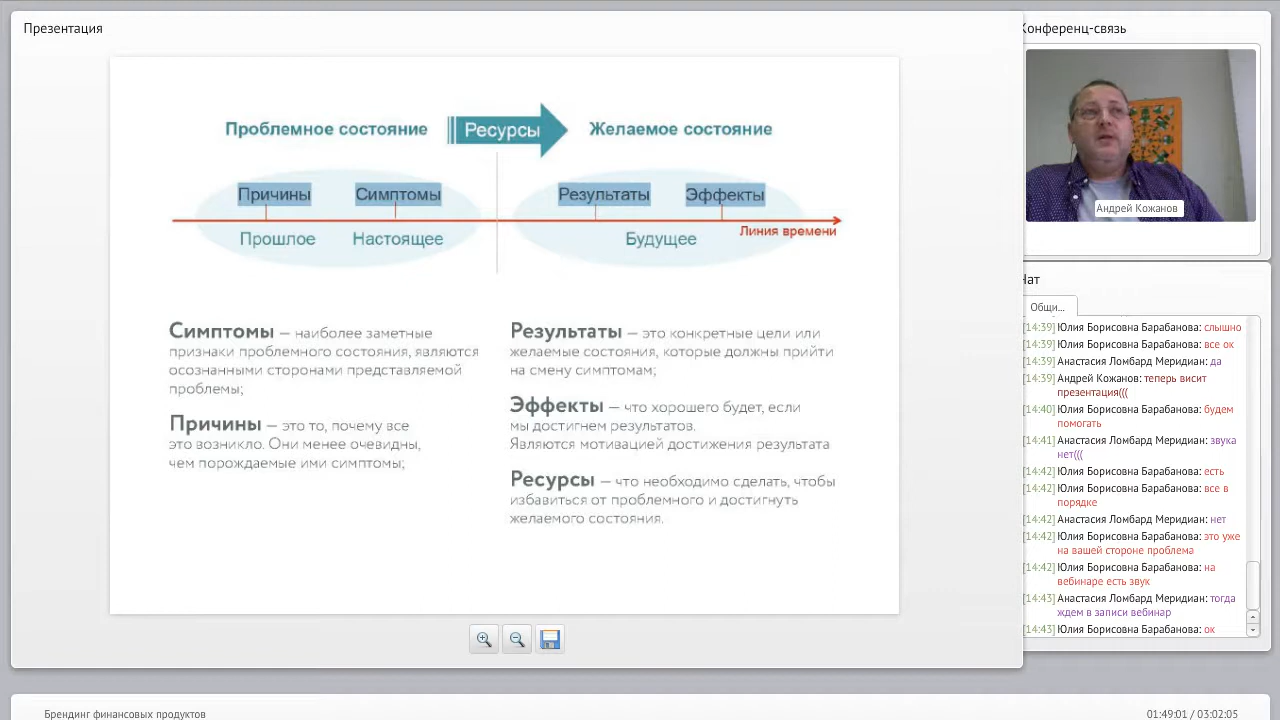 Презентация
Проблемное состояние
Ресурсы
Желаемое состояние
Причины
Симптомы
Результаты
Эффекты
Прошлое
Настоящее
Будущее
Линия времени
Симптомы — наиболее заметные
признаки проблемного состояния, являются
осознанными сторонами представляемой
проблемы;
Причины — это то, почему все
это возникло. Они менее очевидны,
чем порождаемые ими симптомы;
Результаты — это конкретные цели или
желаемые состояния, которые должны прийти
на смену симптомам;
Эффекты — что хорошего будет, если
мы достигнем результатов.
Являются мотивацией достижения результата
Ресурсы — что необходимо сделать, чтобы
избавиться от проблемного и достигнуть
желаемого состояния.
Конференц-связь
Андрей Кожанов
Чат
Общи...
[14:39] Юлия Борисовна Барабанова: слышно
[14:39] Юлия Борисовна Барабанова: все ок
[14:39] Анастасия Ломбард Меридиан: да
[14:39] Андрей Кожанов: теперь висит
презентация(((
[14:40] Юлия Борисовна Барабанова: будем
помогать
[14:41] Анастасия Ломбард Меридиан: звука
нет(((
[14:42] Юлия Борисовна Барабанова: есть
[14:42] Юлия Борисовна Барабанова: все в
порядке
[14:42] Анастасия Ломбард Меридиан: нет
[14:42] Юлия Борисовна Барабанова: это уже
на вашей стороне проблема
[14:42] Юлия Борисовна Барабанова: на
вебинаре есть звук
[14:43] Анастасия Ломбард Меридиан: тогда
ждем в записи вебинар
[14:43] Юлия Борисовна Барабанова: ок
Брендинг финансовых продуктов
01:49:01 / 03:02:05